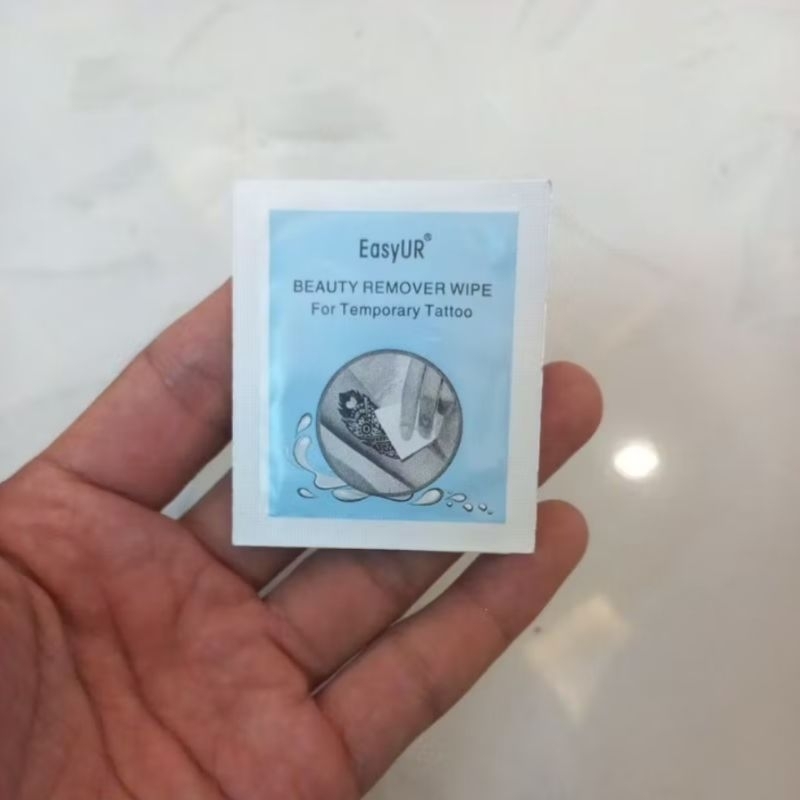 EasyUR®
BEAUTY REMOVER WIPE
For Temporary Tattoo